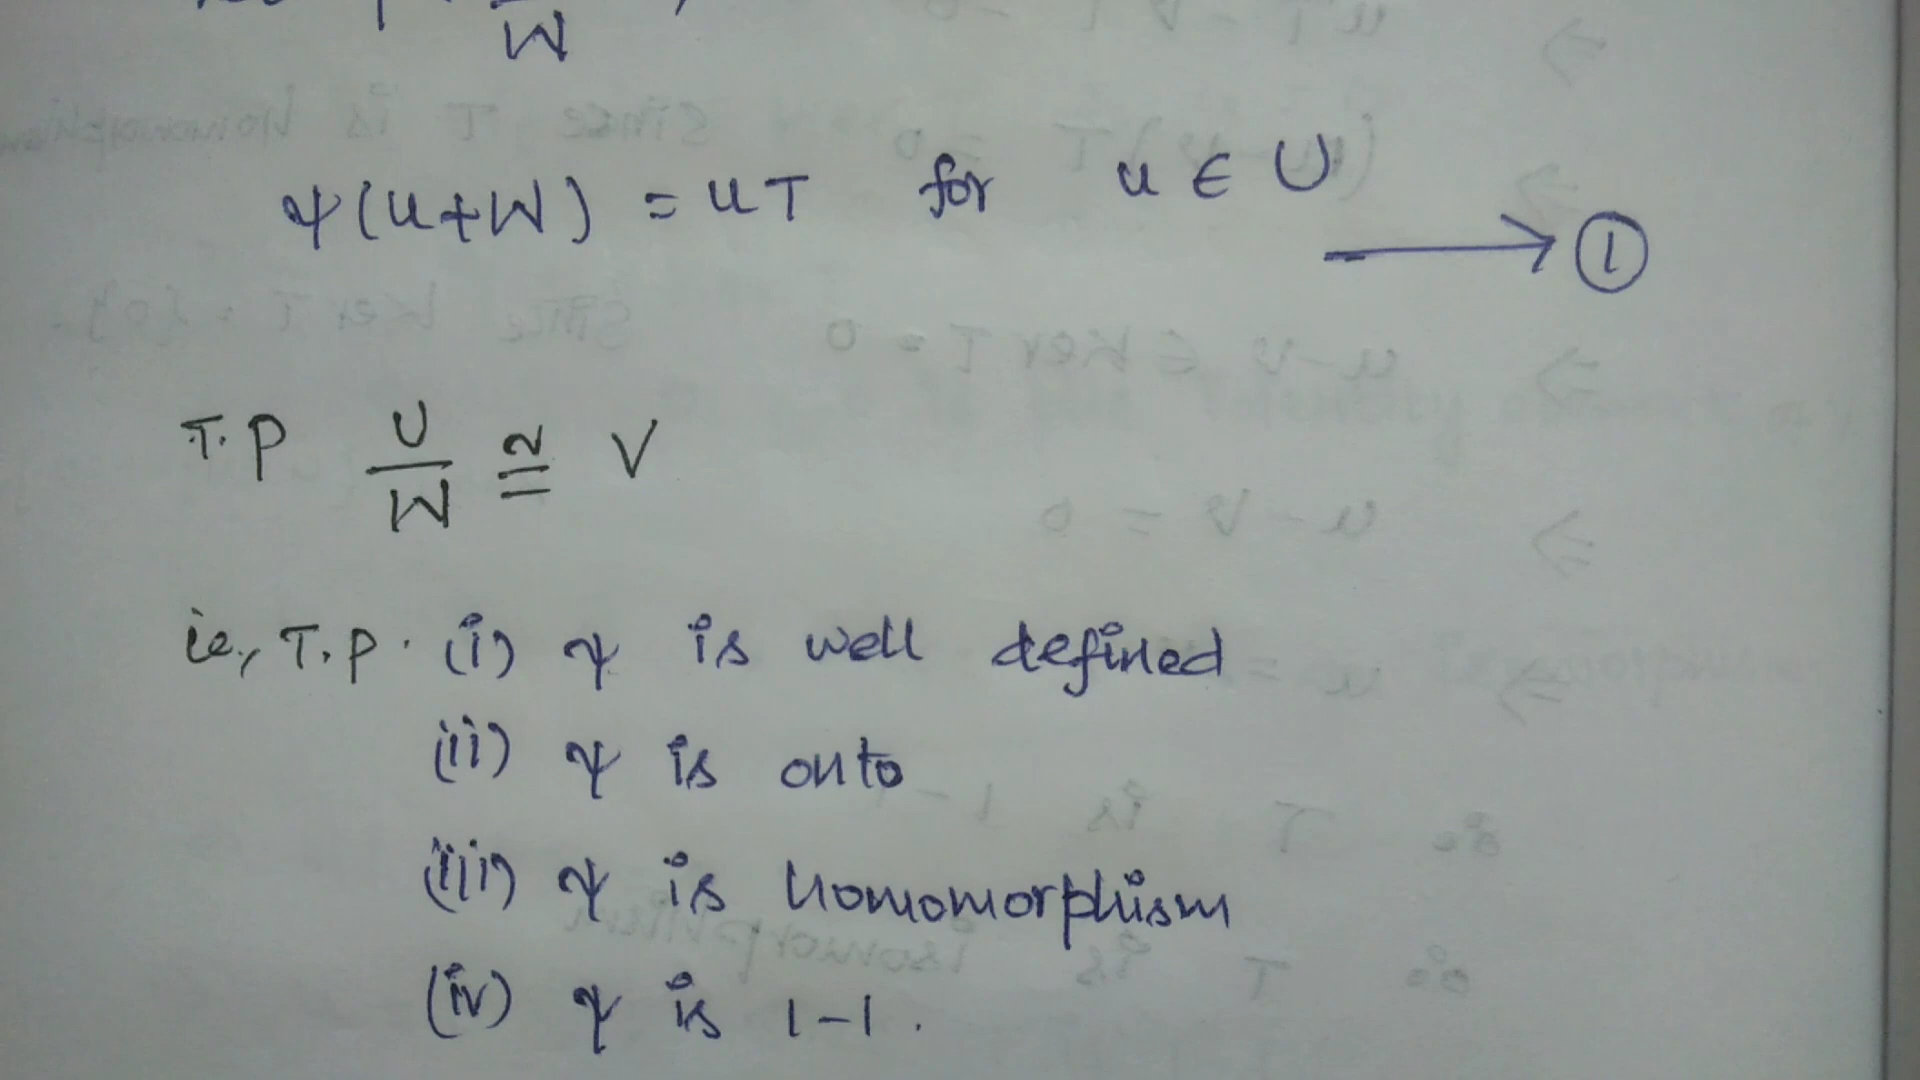 W
ψ(u+W) = uT for u ∈ U → ①
T.P U/W ≅ V
ie, T.P. (i) ψ is well defined
(ii) ψ is onto
(iii) ψ is homomorphism
(iv) ψ is 1-1.